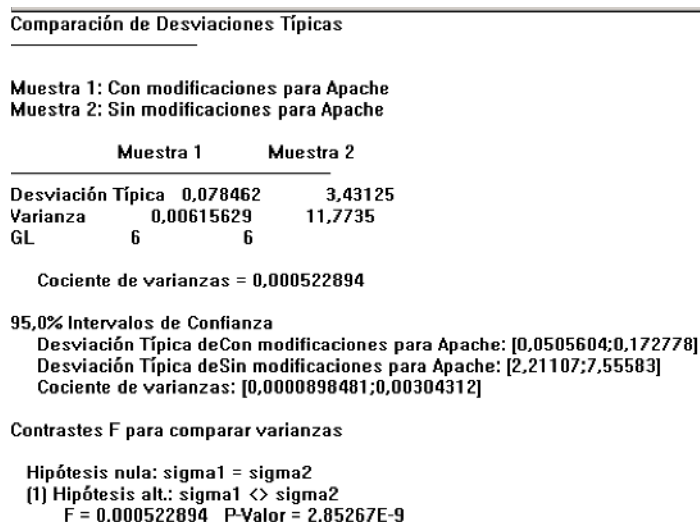 Comparación de Desviaciones Típicas
Muestra 1: Con modificaciones para Apache
Muestra 2: Sin modificaciones para Apache
Muestra 1 Muestra 2
Desviación Típica 0,078462 3,43125
Varianza 0,00615629 11,7735
GL 6 6
Cociente de varianzas = 0,000522894
95,0% Intervalos de Confianza
Desviación Típica deCon modificaciones para Apache: [0,0505604;0,172778]
Desviación Típica deSin modificaciones para Apache: [2,21107;7,55583]
Cociente de varianzas: [0,0000898481;0,00304312]
Contrastes F para comparar varianzas
Hipótesis nula: sigma1 = sigma2
(1) Hipótesis alt.: sigma1 <> sigma2
F = 0,000522894 P-Valor = 2,85267E-9